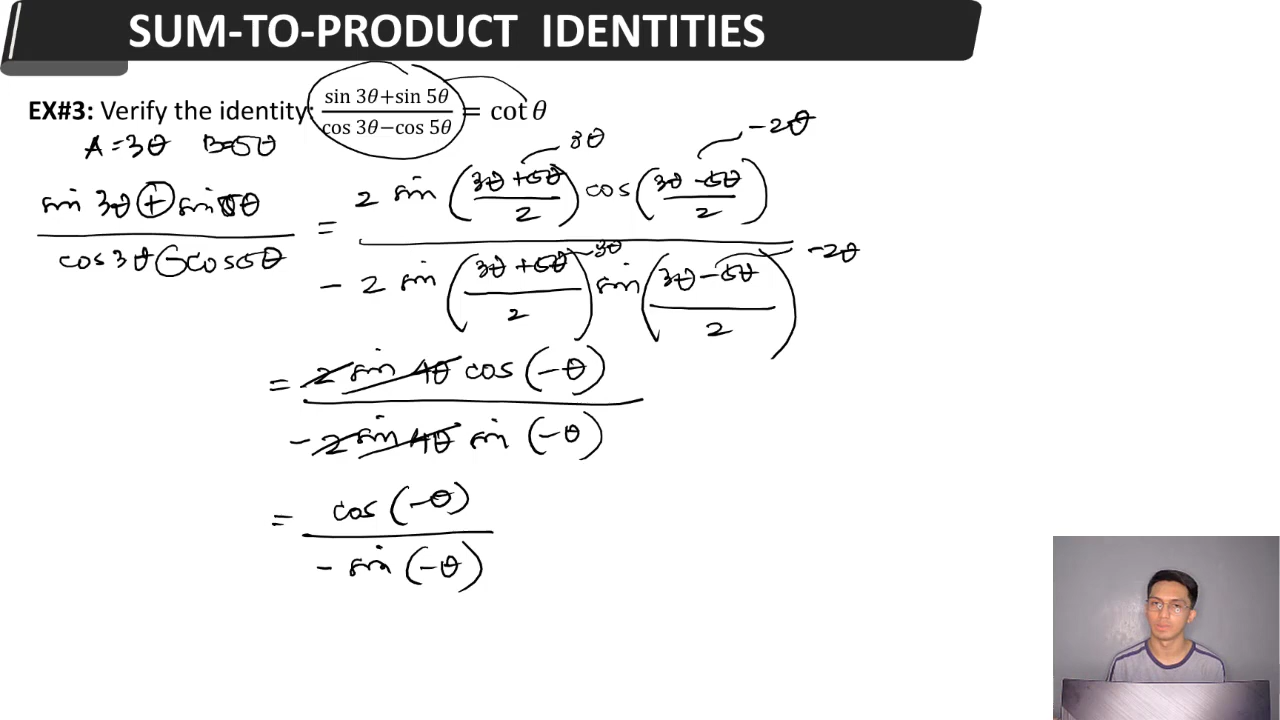 SUM-TO-PRODUCT IDENTITIES
EX#3: Verify the identity: (sin 3θ+sin 5θ)/(cos 3θ−cos 5θ) = cot θ
A = 3θ B=5θ
8θ
-2θ
sin 3θ + sin 5θ = 2 sin (3θ + 5θ / 2) cos (3θ - 5θ / 2)
cos 3θ - cos 5θ
- 2 sin (3θ + 5θ / 2) sin (3θ - 5θ / 2)
-2θ
= 2 sin 4θ cos (-θ)
- 2 sin 4θ sin (-θ)
= cos (-θ)
- sin (-θ)